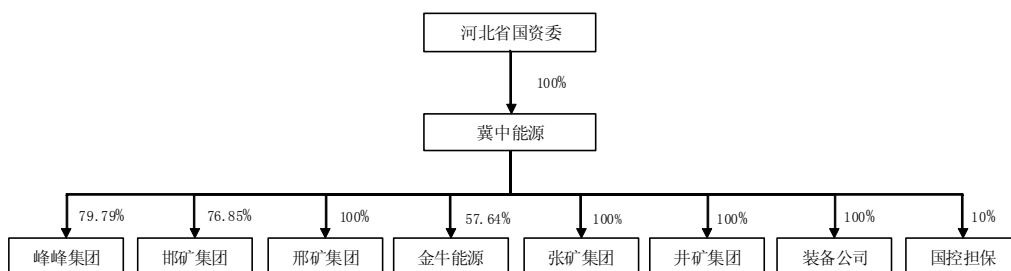 河北省国资委
100%
冀中能源
79.79%
76.85%
100%
57.64%
100%
100%
100%
10%
峰峰集团
邯矿集团
邢矿集团
金牛能源
张矿集团
井矿集团
装备公司
国控担保